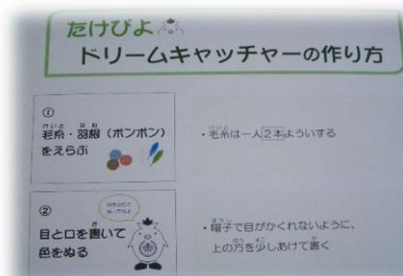 たけぴよ
ドリームキャッチャーの作り方
①
毛糸・羽根（ポンポン）
をえらぶ
・毛糸は一人2本よういする
②
目と口を書いて
色をぬる
・帽子で目がかくれないように、
上の方を少しあけて書く